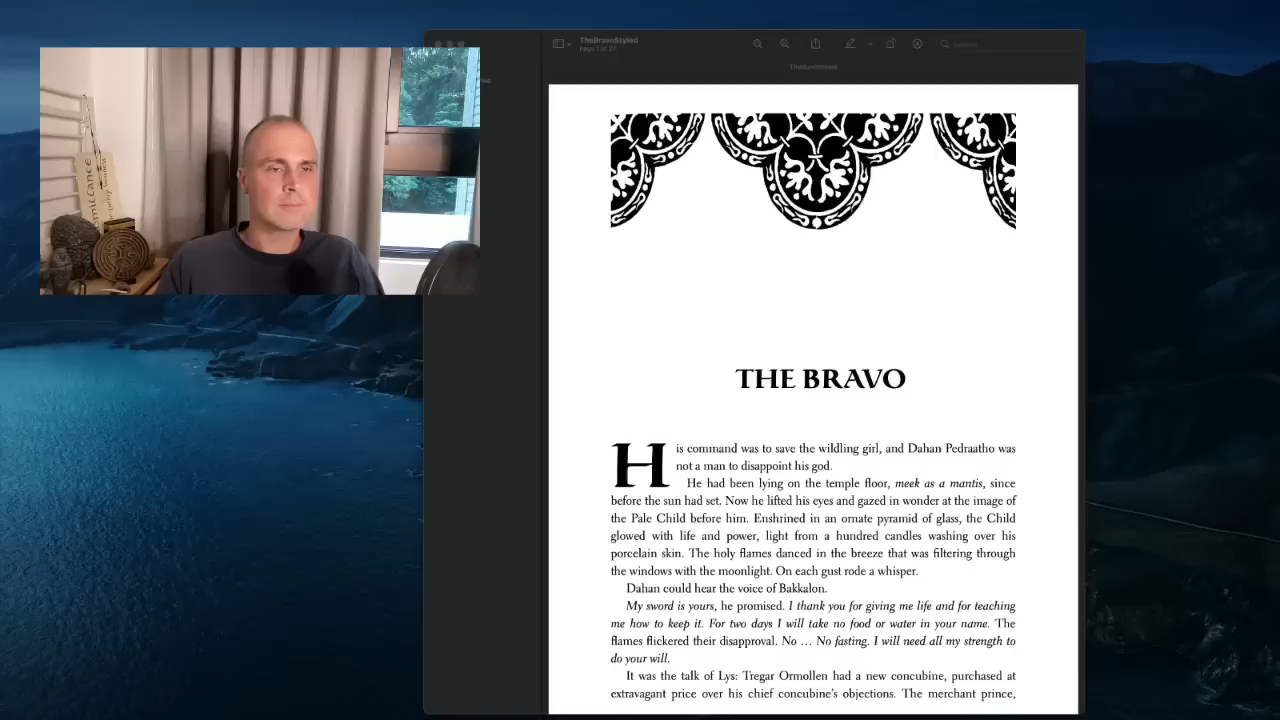 TheBravoStyled
Page 1 of 27
Search
THE BRAVO
His command was to save the wildling girl, and Dahan Pedraatho was
not a man to disappoint his god.
He had been lying on the temple floor, meek as a mantis, since
before the sun had set. Now he lifted his eyes and gazed in wonder at the image of
the Pale Child before him. Enshrined in an ornate pyramid of glass, the Child
glowed with life and power, light from a hundred candles washing over his
porcelain skin. The holy flames danced in the breeze that was filtering through
the windows with the moonlight. On each gust rode a whisper.
Dahan could hear the voice of Bakkalon.
My sword is yours, he promised. I thank you for giving me life and for teaching
me how to keep it. For two days I will take no food or water in your name. The
flames flickered their disapproval. No … No fasting. I will need all my strength to
do your will.
It was the talk of Lys: Tregar Ormollen had a new concubine, purchased at
extravagant price over his chief concubine's objections. The merchant prince,